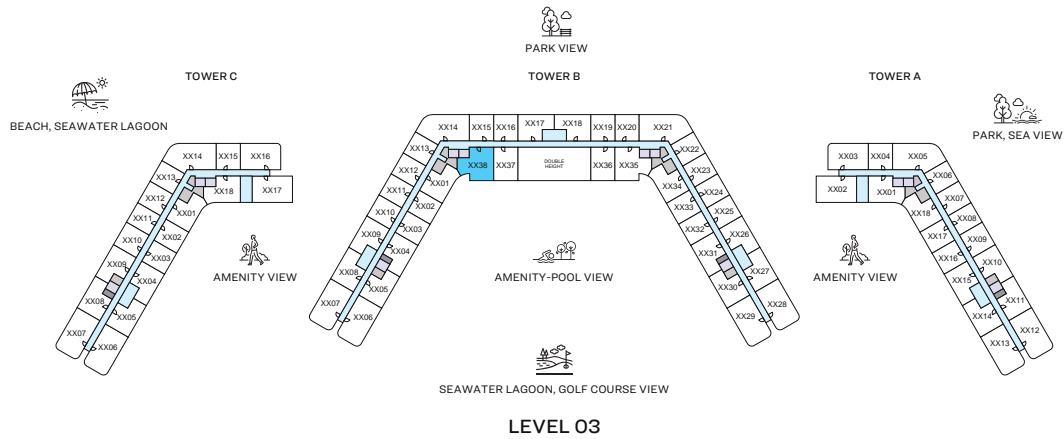 PARK VIEW
TOWER C
TOWER B
TOWER A
BEACH, SEAWATER LAGOON
PARK, SEA VIEW
XX14
XX15
XX16
XX13
XX18
XX17
XX12
XX01
XX11
XX02
XX10
XX03
XX09
XX04
XX08
XX05
XX07
XX06
AMENITY VIEW
XX14
XX15
XX16
XX17
XX18
XX19
XX20
XX21
XX13
XX38
XX37
DOUBLE
HEIGHT
XX36
XX35
XX22
XX12
XX01
XX34
XX23
XX11
XX02
XX33
XX24
XX10
XX03
XX32
XX25
XX09
XX04
XX31
XX26
XX08
XX05
XX30
XX27
XX07
XX06
XX29
XX28
AMENITY-POOL VIEW
XX03
XX04
XX05
XX02
XX01
XX06
XX18
XX07
XX17
XX08
XX16
XX09
XX15
XX10
XX14
XX11
XX13
XX12
AMENITY VIEW
SEAWATER LAGOON, GOLF COURSE VIEW
LEVEL 03